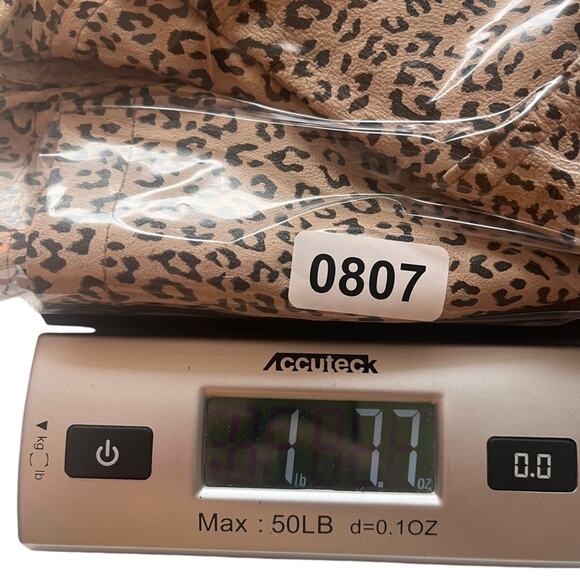 0807
Accuteck
▼ kg lb
1 lb 7.7 oz
0.0
Max : 50LB d=0.1OZ